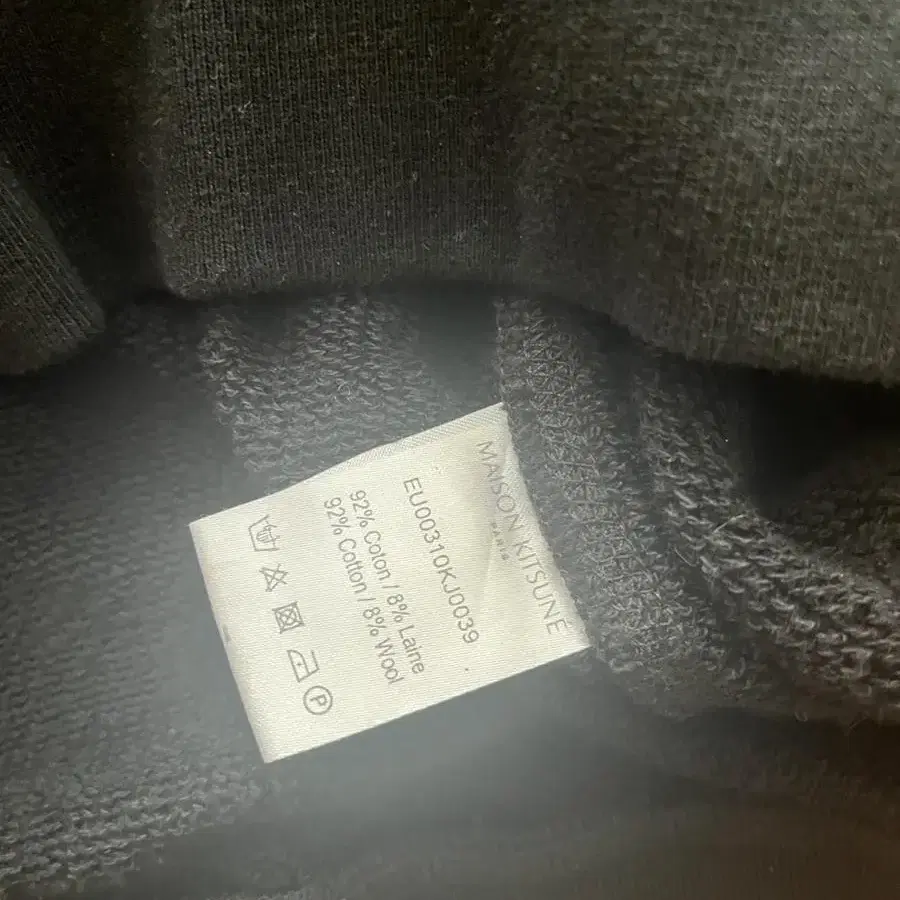 MAISON KITSUNÉ
PARIS
EU00310KJ0039
92% Coton / 8% Laine
92% Cotton / 8% Wool
P